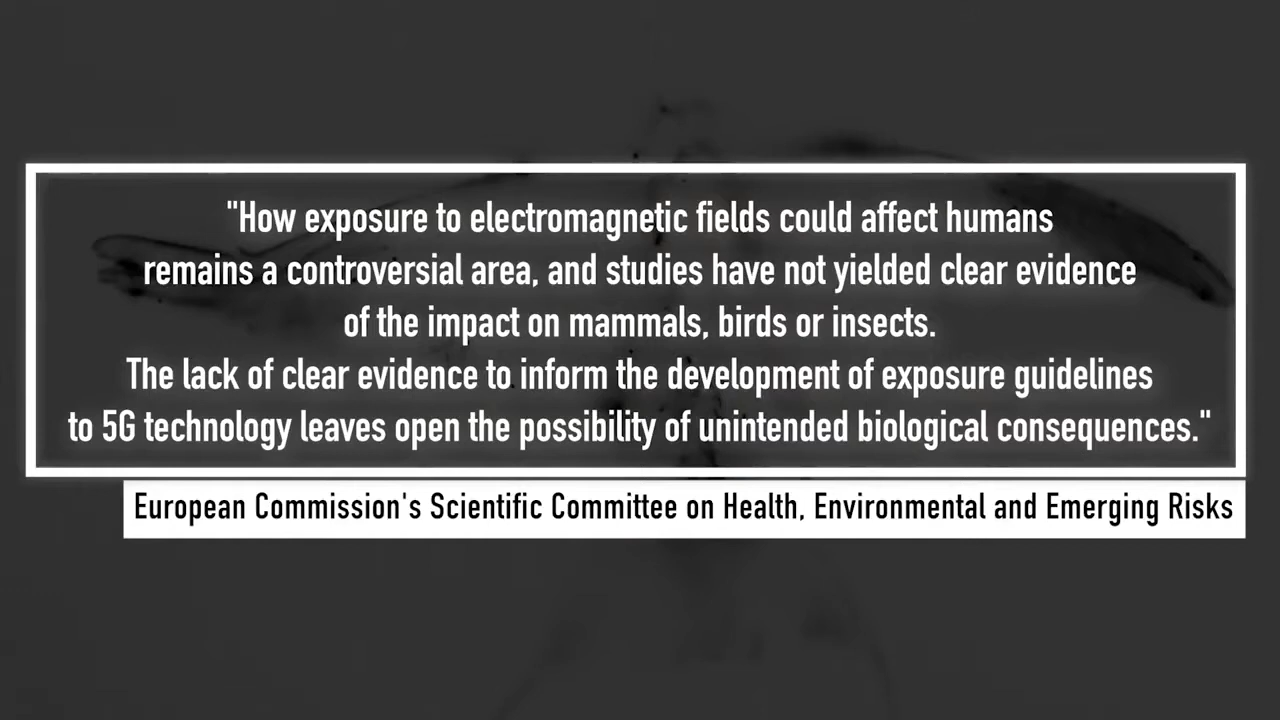 "How exposure to electromagnetic fields could affect humans
remains a controversial area, and studies have not yielded clear evidence
of the impact on mammals, birds or insects.
The lack of clear evidence to inform the development of exposure guidelines
to 5G technology leaves open the possibility of unintended biological consequences."
European Commission's Scientific Committee on Health, Environmental and Emerging Risks